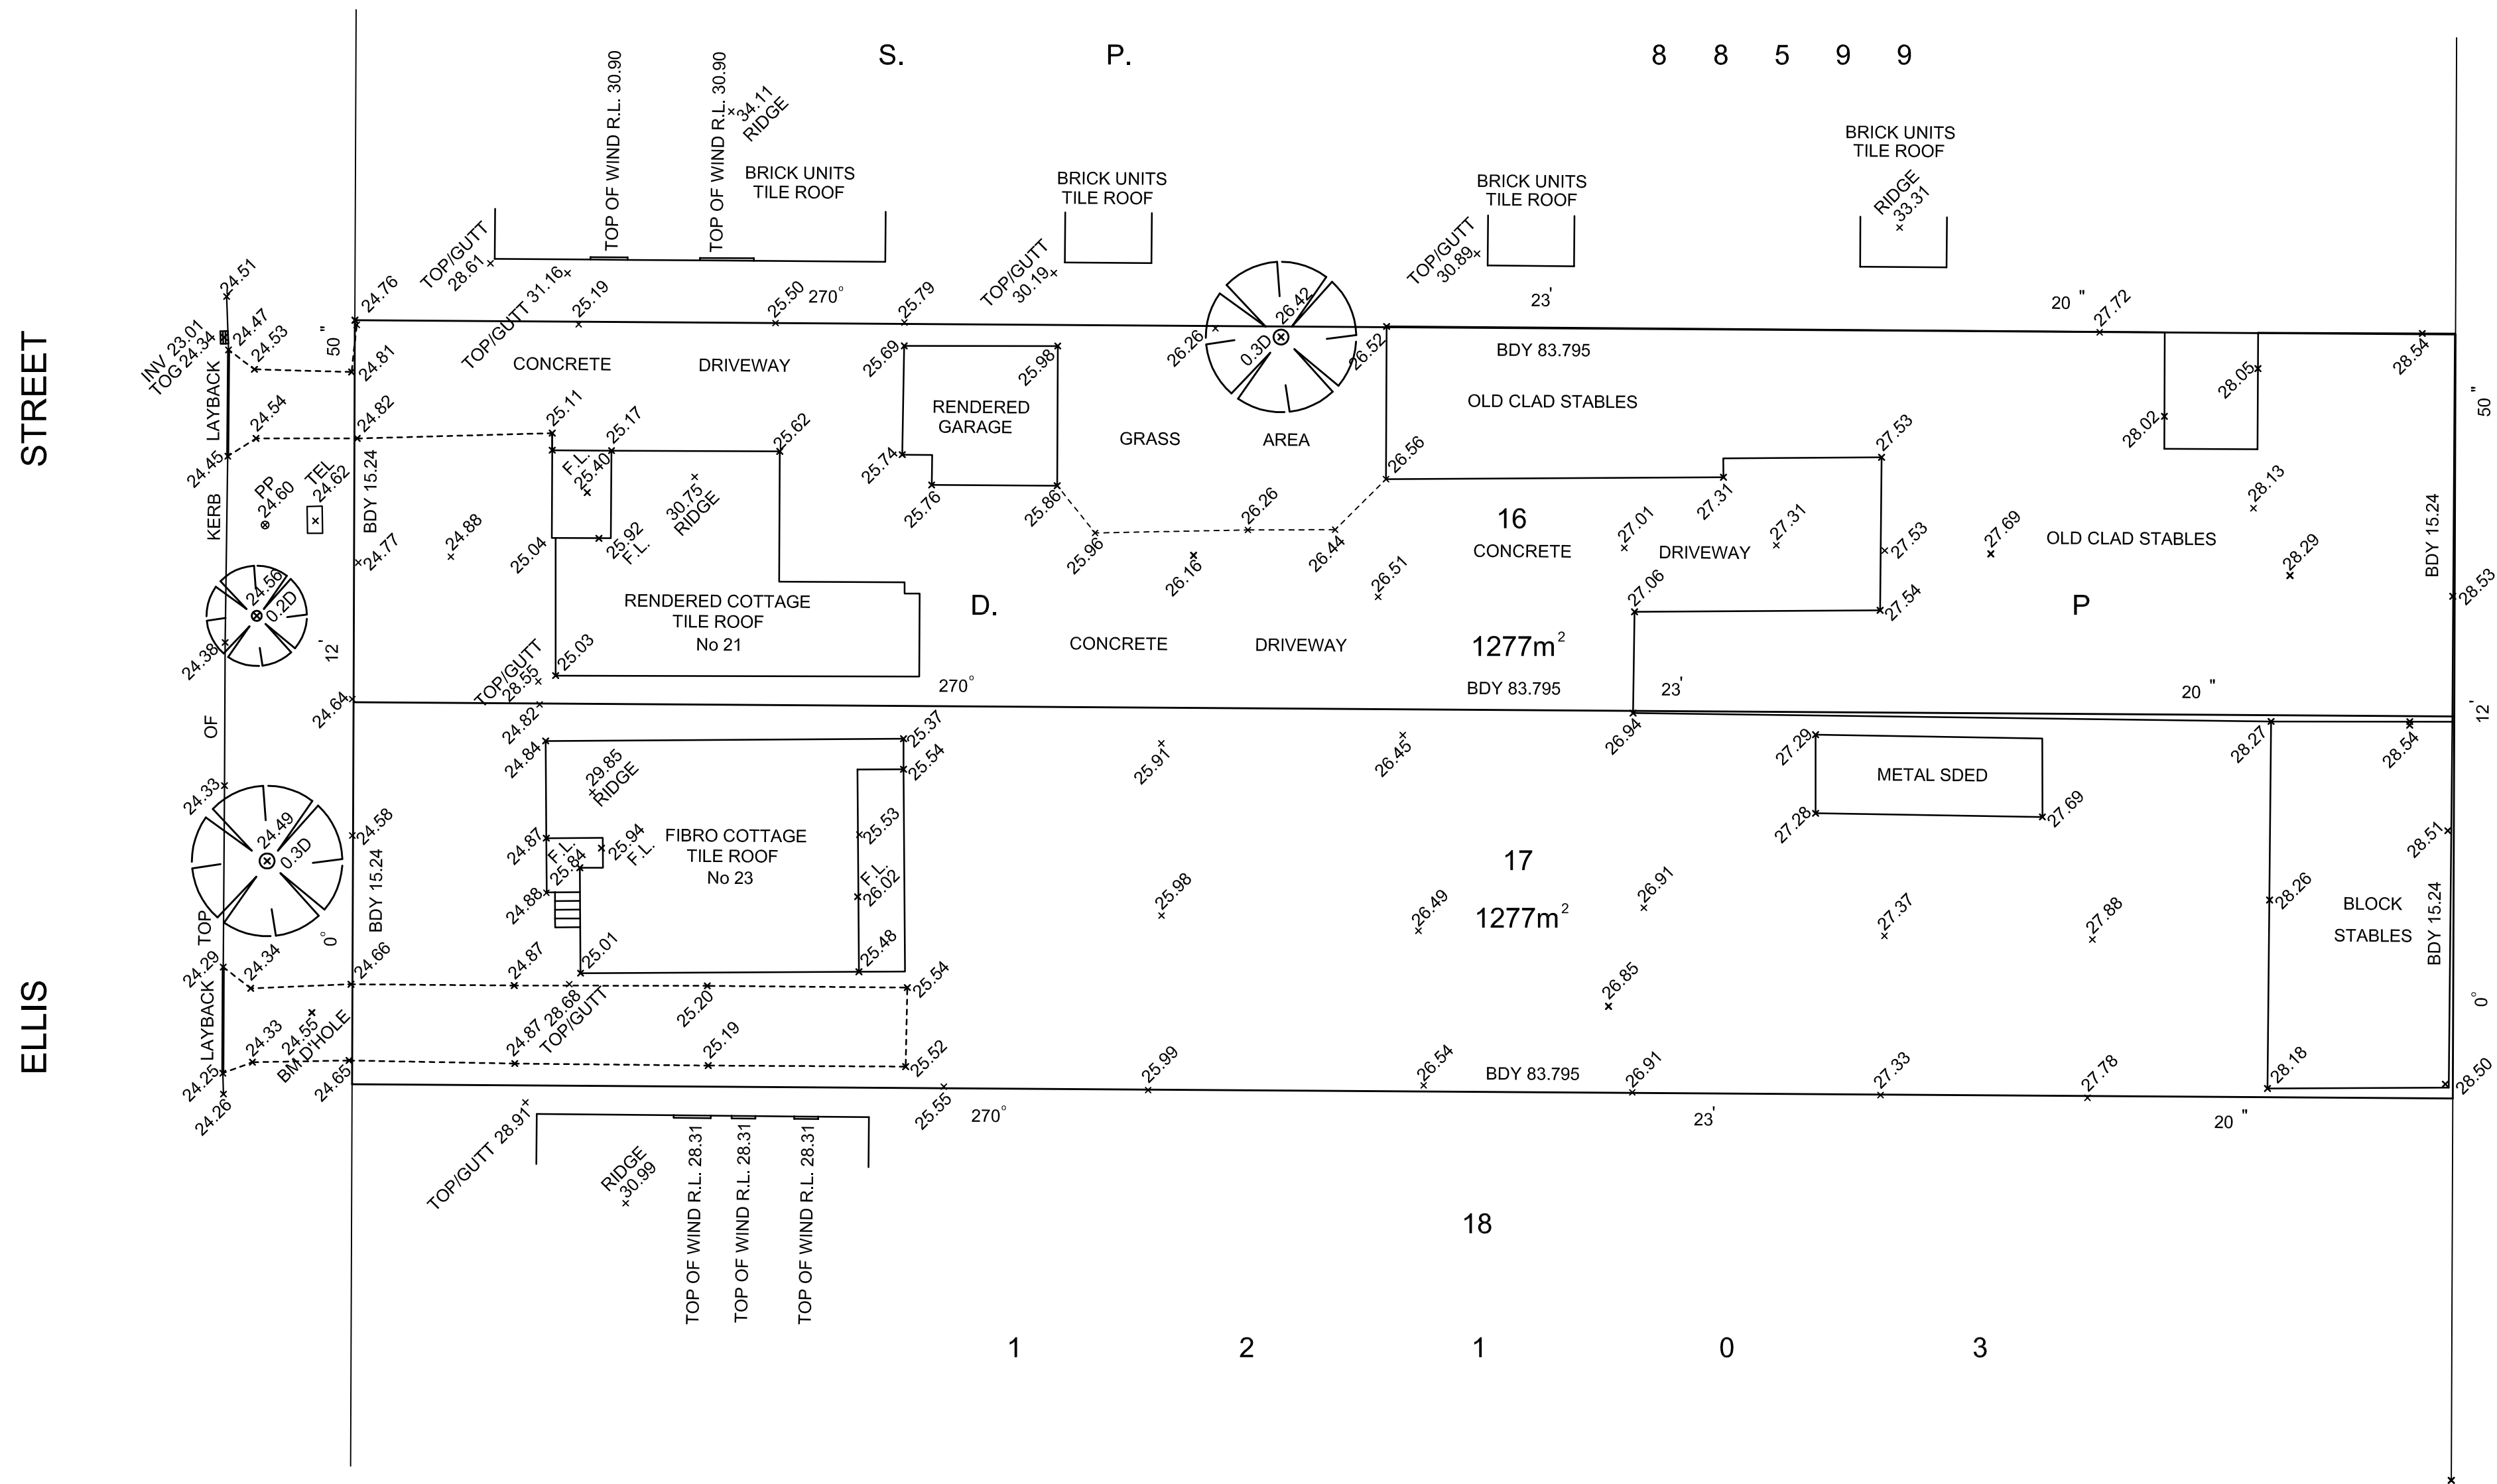 S. P. 8 8 5 9 9
TOP OF WIND R.L. 30.90
TOP OF WIND R.L. 30.90
34.11
RIDGE
BRICK UNITS
TILE ROOF
BRICK UNITS
TILE ROOF
BRICK UNITS
TILE ROOF
BRICK UNITS
TILE ROOF
RIDGE
33.31
TOP/GUTT
28.61
TOP/GUTT 31.16
TOP/GUTT
30.19
TOP/GUTT
30.89
24.51
24.76
25.19
25.50
270°
25.79
26.42
0.3D
26.26
26.52
23'
20 "
27.72
28.54
STREET
INV 23.01
TOG 24.34
24.47
24.53
50 "
24.81
CONCRETE DRIVEWAY
25.69
25.98
BDY 83.795
28.05
28.02
50 "
LAYBACK
24.54
24.82
25.11
25.17
25.62
RENDERED
GARAGE
OLD CLAD STABLES
GRASS AREA
27.53
24.45
KERB
PP
24.60
TEL
24.62
BDY 15.24
F.L.
25.40
30.75
RIDGE
25.74
25.76
25.86
26.26
26.56
27.31
28.13
24.77
24.88
25.04
25.92
F.L.
25.96
26.16
26.44
26.51
16
CONCRETE DRIVEWAY
27.01
27.31
27.53
27.69
OLD CLAD STABLES
28.29
BDY 15.24
28.53
24.56
0.2D
24.38
12'
RENDERED COTTAGE
TILE ROOF
No 21
D.
27.06
27.54
P
CONCRETE DRIVEWAY
1277m2
TOP/GUTT
28.55
25.03
24.64
24.82
270°
BDY 83.795
23'
20 "
12'
OF
24.84
25.37
25.54
29.85
RIDGE
25.91
26.45
26.94
27.29
28.27
28.54
METAL SDED
27.28
27.69
24.33
24.49
0.3D
24.58
24.87
F.L.
25.84
25.94
F.L.
FIBRO COTTAGE
TILE ROOF
No 23
25.53
F.L.
26.02
17
28.51
BDY 15.24
24.88
25.98
26.49
1277m2
26.91
27.37
27.88
28.26
BLOCK
STABLES
BDY 15.24
TOP
0°
24.29
24.34
24.66
24.87
25.01
25.48
25.54
26.85
0°
ELLIS
LAYBACK
24.33
24.55
BM D'HOLE
24.87
28.68
TOP/GUTT
25.20
25.19
24.25
24.26
24.65
25.52
25.99
26.54
BDY 83.795
26.91
27.33
27.78
28.18
28.50
25.55
270°
23'
20 "
TOP/GUTT 28.91
RIDGE
30.99
TOP OF WIND R.L. 28.31
TOP OF WIND R.L. 28.31
TOP OF WIND R.L. 28.31
18
1 2 1 0 3